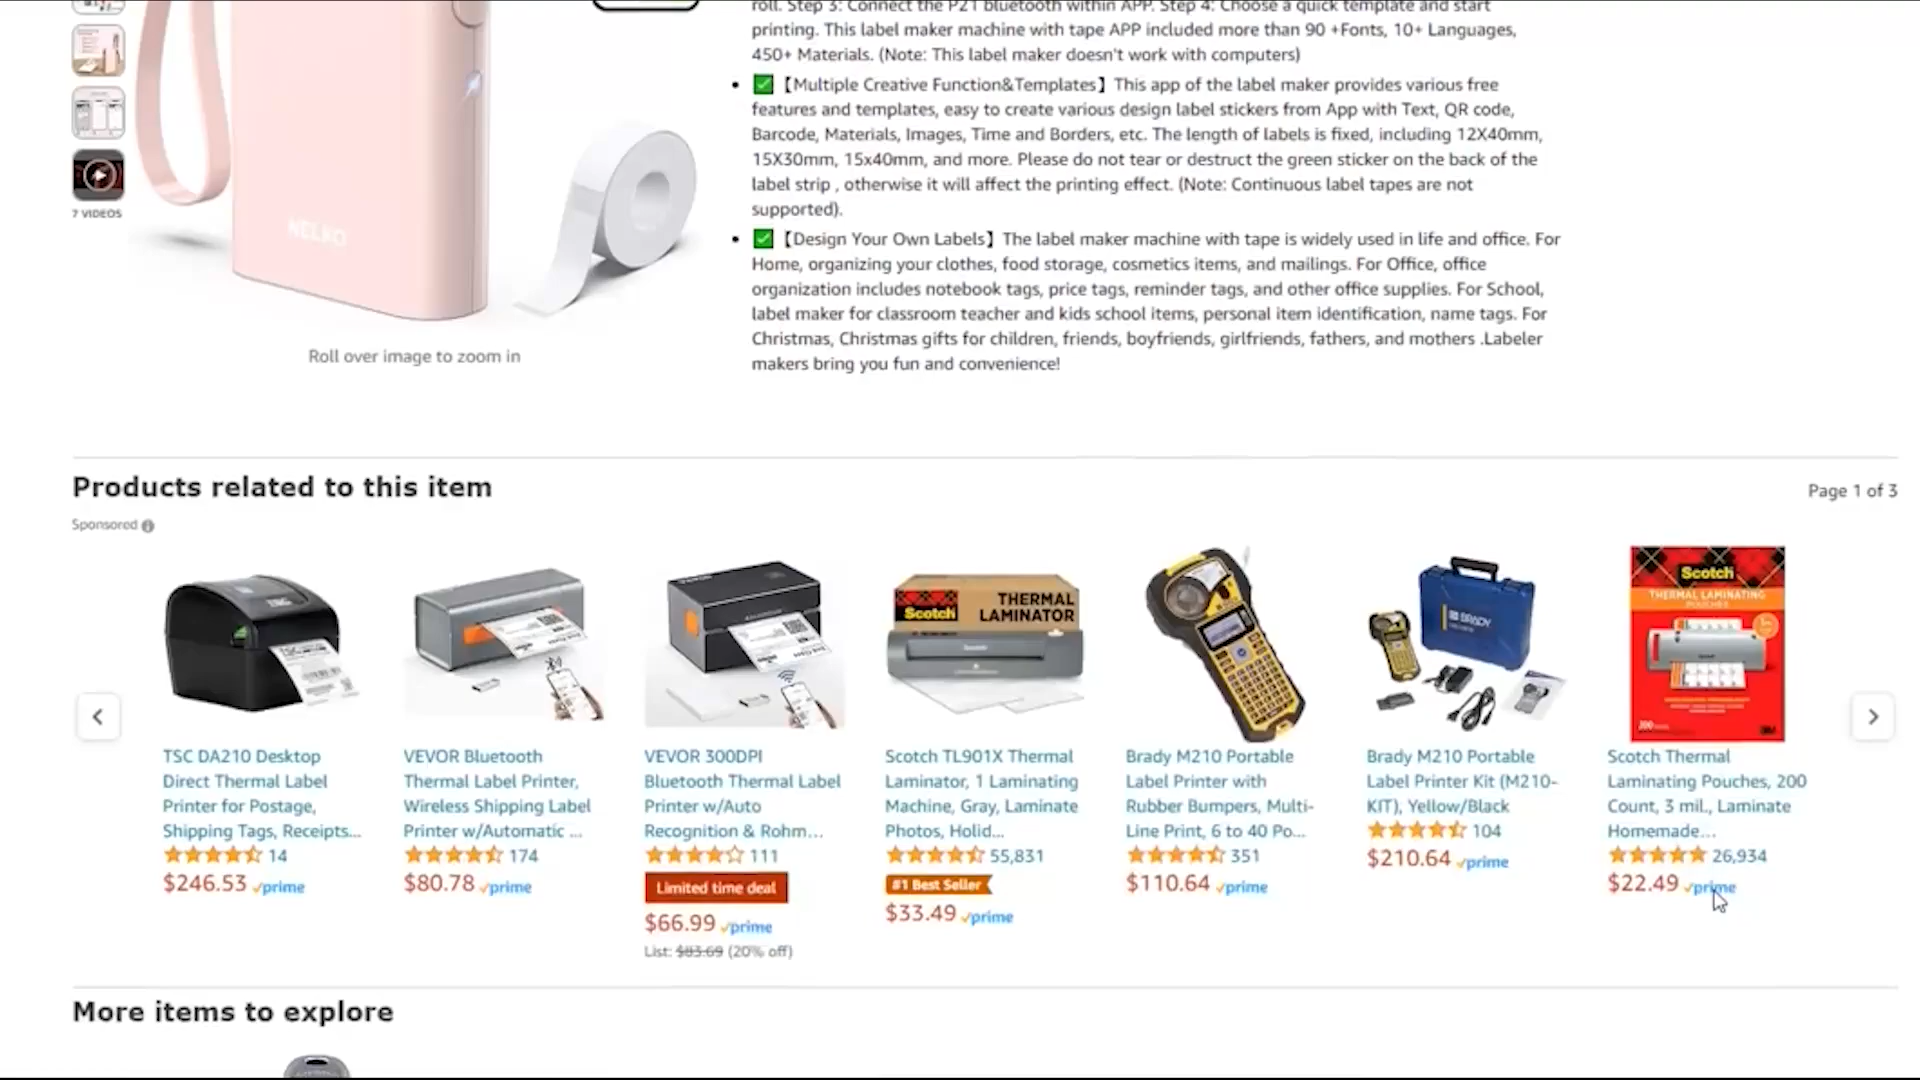 roll. Step 3: Connect the P21 bluetooth within APP. Step 4: Choose a quick template and start
printing. This label maker machine with tape APP included more than 90 +Fonts, 10+ Languages,
450+ Materials. (Note: This label maker doesn't work with computers)
✅【Multiple Creative Function&Templates】This app of the label maker provides various free
features and templates, easy to create various design label stickers from App with Text, QR code,
Barcode, Materials, Images, Time and Borders, etc. The length of labels is fixed, including 12X40mm,
15X30mm, 15x40mm, and more. Please do not tear or destruct the green sticker on the back of the
label strip , otherwise it will affect the printing effect. (Note: Continuous label tapes are not
supported).
✅【Design Your Own Labels】The label maker machine with tape is widely used in life and office. For
Home, organizing your clothes, food storage, cosmetics items, and mailings. For Office, office
organization includes notebook tags, price tags, reminder tags, and other office supplies. For School,
label maker for classroom teacher and kids school items, personal item identification, name tags. For
Christmas, Christmas gifts for children, friends, boyfriends, girlfriends, fathers, and mothers .Labeler
makers bring you fun and convenience!
7 VIDEOS
NELKO
Roll over image to zoom in
Products related to this item
Page 1 of 3
Sponsored
TSC
Scotch
THERMAL
LAMINATOR
BRADY
Scotch
THERMAL LAMINATING
POUCHES
TSC DA210 Desktop
Direct Thermal Label
Printer for Postage,
Shipping Tags, Receipts...
14
$246.53 prime
VEVOR Bluetooth
Thermal Label Printer,
Wireless Shipping Label
Printer w/Automatic ...
174
$80.78 prime
VEVOR 300DPI
Bluetooth Thermal Label
Printer w/Auto
Recognition & Rohm...
111
Limited time deal
$66.99 prime
List: $83.69 (20% off)
Scotch TL901X Thermal
Laminator, 1 Laminating
Machine, Gray, Laminate
Photos, Holid...
55,831
#1 Best Seller
$33.49 prime
Brady M210 Portable
Label Printer with
Rubber Bumpers, Multi-
Line Print, 6 to 40 Po...
351
$110.64 prime
Brady M210 Portable
Label Printer Kit (M210-
KIT), Yellow/Black
104
$210.64 prime
Scotch Thermal
Laminating Pouches, 200
Count, 3 mil., Laminate
Homemade...
26,934
$22.49 prime
More items to explore